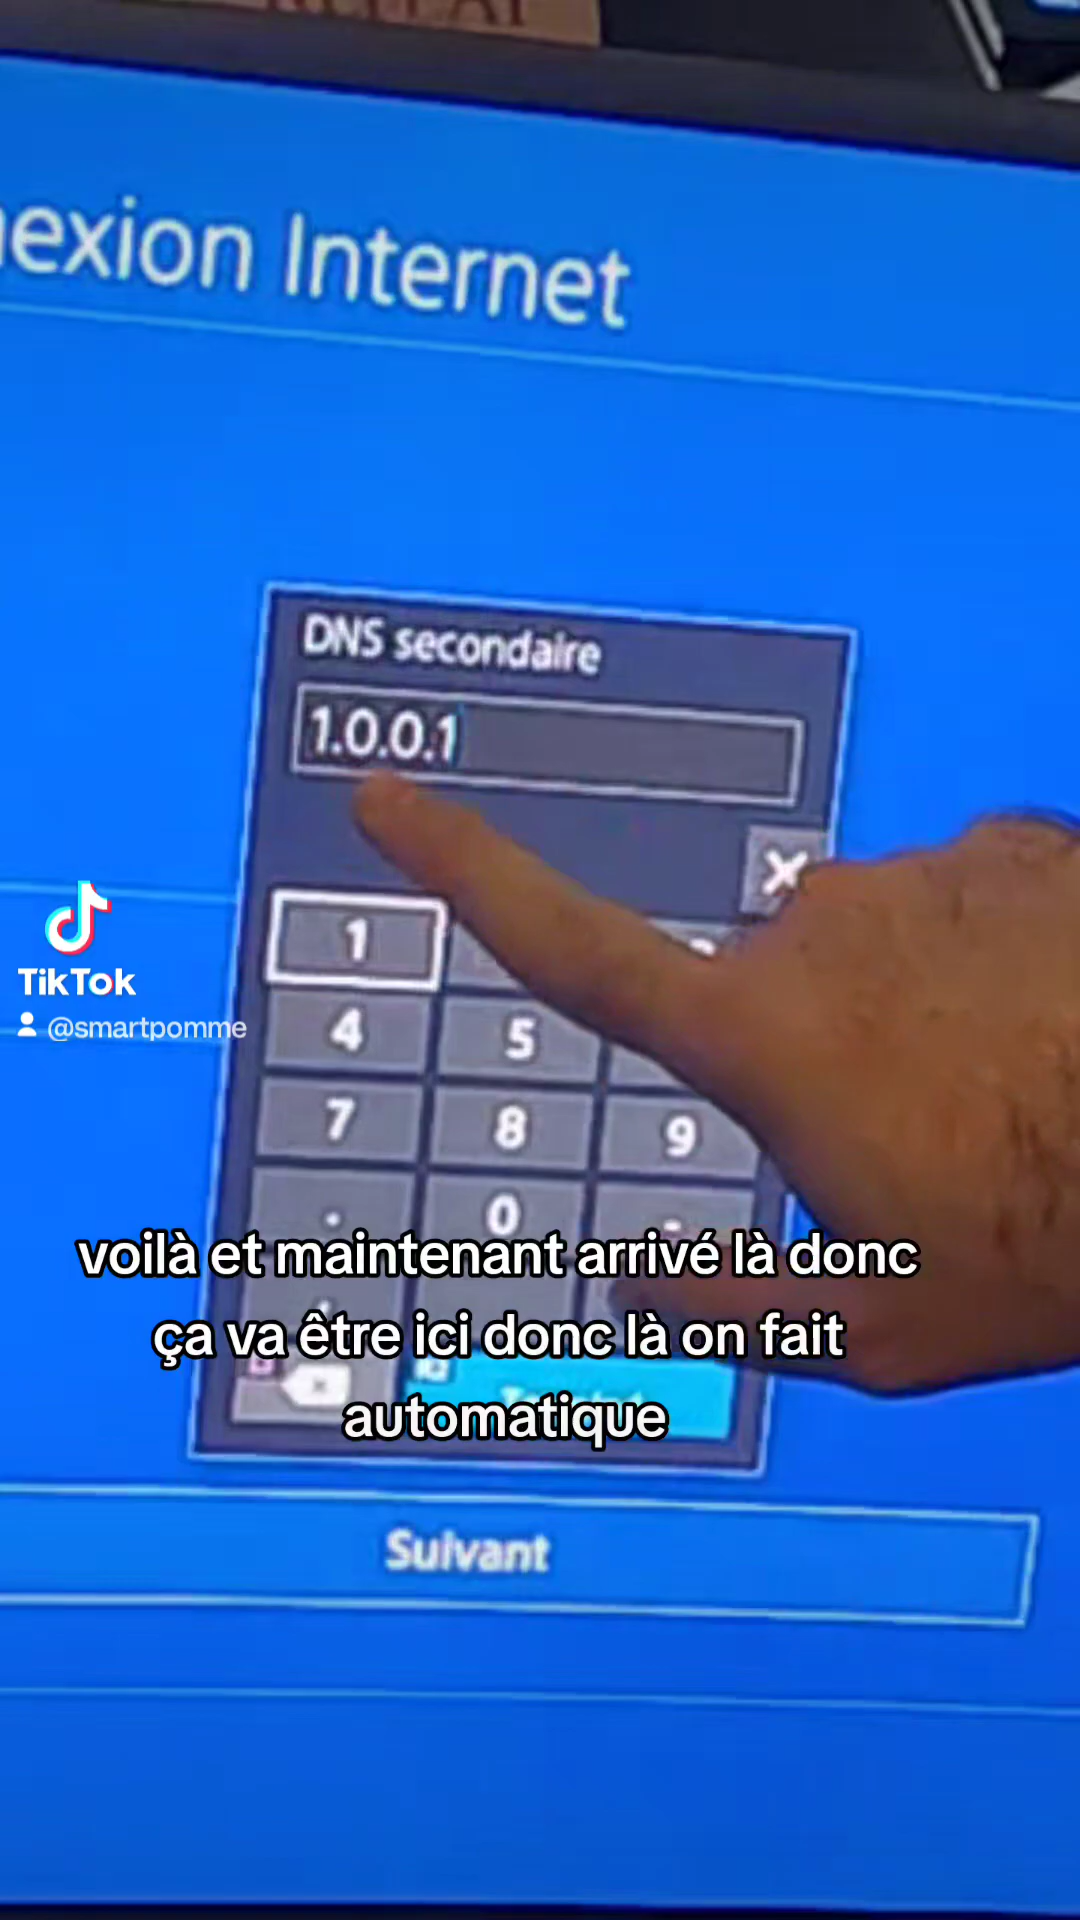 nexion Internet
DNS secondaire
1.0.0.1
1
4
5
7
8
9
.
0
TikTok
@smartpomme
voilà et maintenant arrivé là donc
ça va être ici donc là on fait
automatique
Suivant